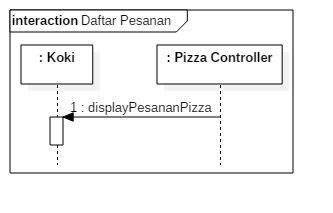 interaction Daftar Pesanan
: Koki
: Pizza Controller
1 : displayPesananPizza